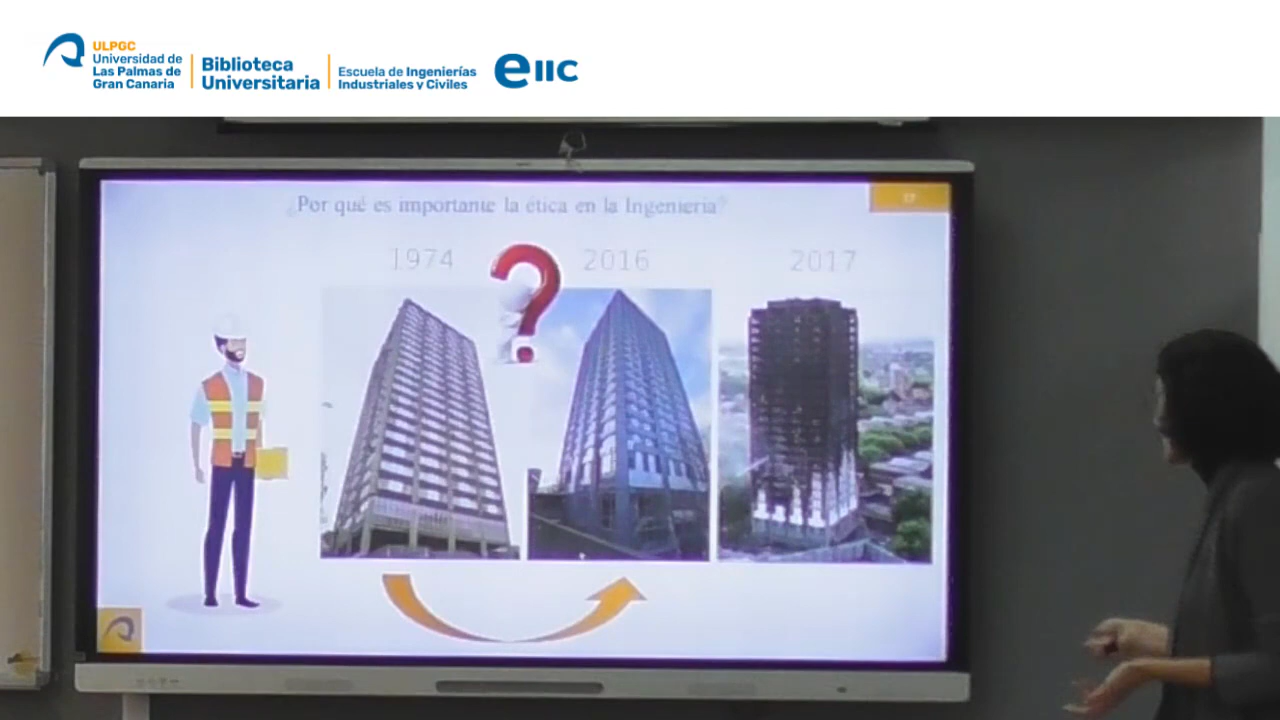 ULPGC
Universidad de
Las Palmas de
Gran Canaria
Biblioteca
Universitaria
Escuela de Ingenierías
Industriales y Civiles
eiic
¿Por qué es importante la ética en la Ingeniería?
1974
2016
2017